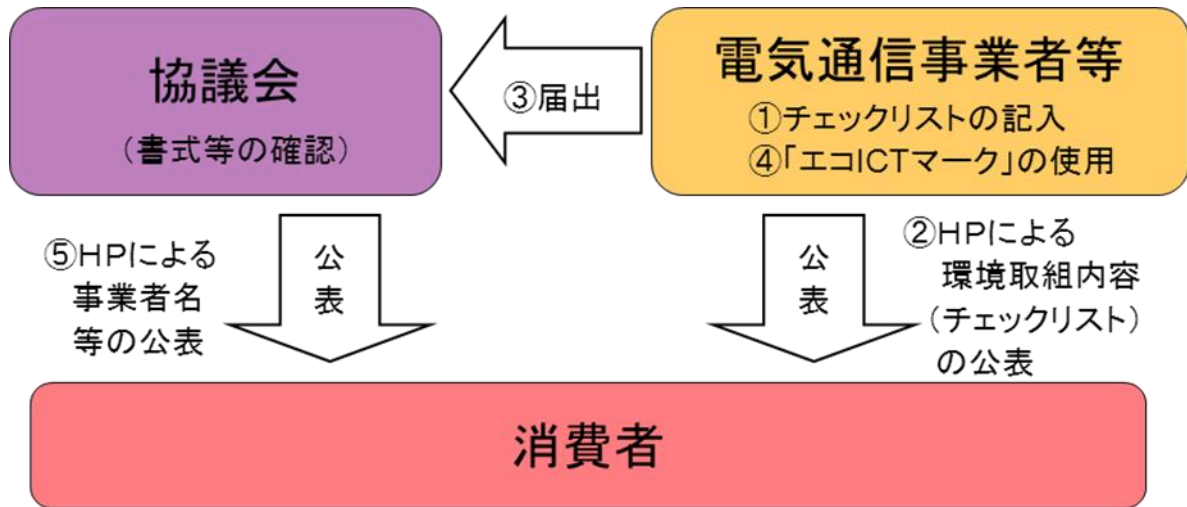 協議会
（書式等の確認）
③届出
電気通信事業者等
①チェックリストの記入
④「エコICTマーク」の使用
⑤HPによる
事業者名
等の公表
公
表
公
表
②HPによる
環境取組内容
（チェックリスト）
の公表
消費者